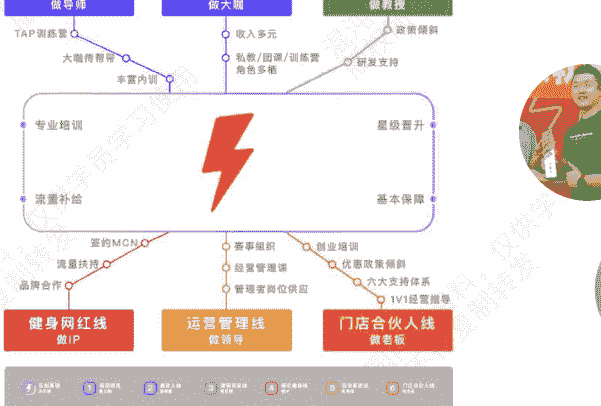 做导师
做大咖
做教授
TAP训练营
大咖传帮带
丰富内训
收入多元
私教/团课/训练营
角色多栖
政策倾斜
研发支持
专业培训
星级晋升
流量补给
基本保障
签约MCN
流量扶持
品牌合作
赛事组织
经营管理课
管理者岗位供应
创业培训
优惠政策倾斜
六大支持体系
1V1经营指导
健身网红线
做IP
运营管理线
做领导
门店合伙人线
做老板